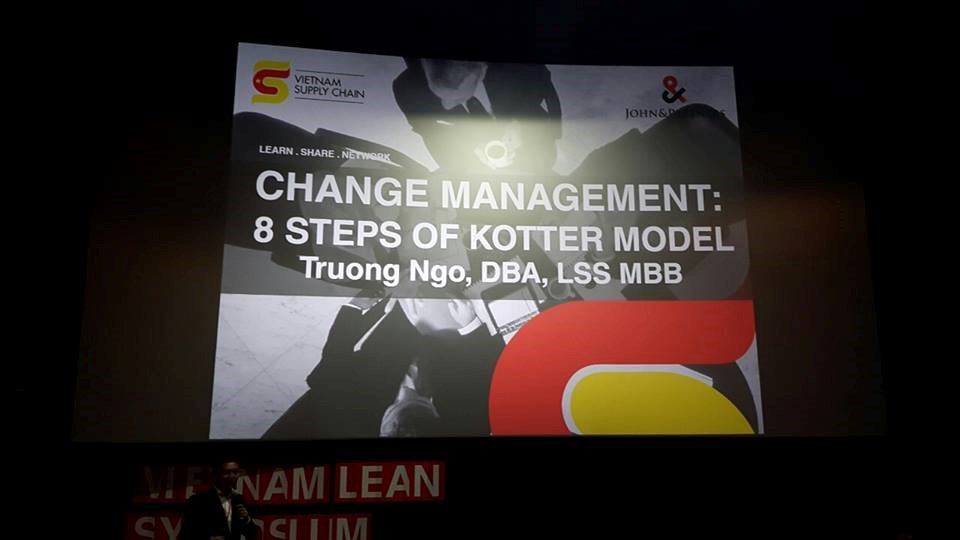 VIETNAM
SUPPLY CHAIN
LEARN . SHARE . NETWORK
CHANGE MANAGEMENT:
8 STEPS OF KOTTER MODEL
Truong Ngo, DBA, LSS MBB
LEAN